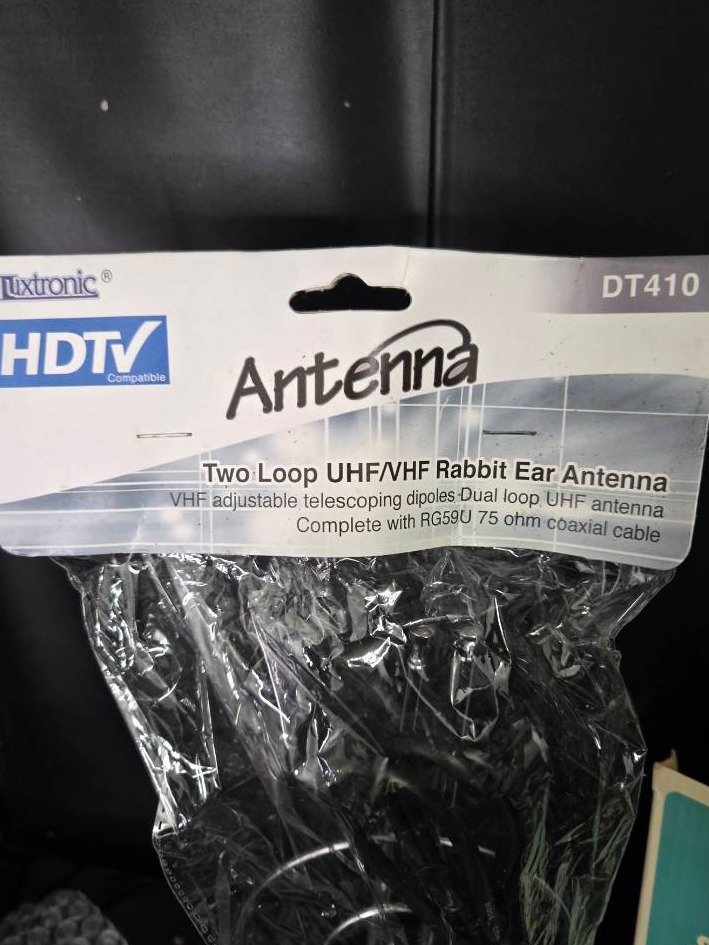 Luxtronic®
DT410
HDTV
Compatible
Antenna
Two Loop UHF/VHF Rabbit Ear Antenna
VHF adjustable telescoping dipoles Dual loop UHF antenna
Complete with RG59U 75 ohm coaxial cable